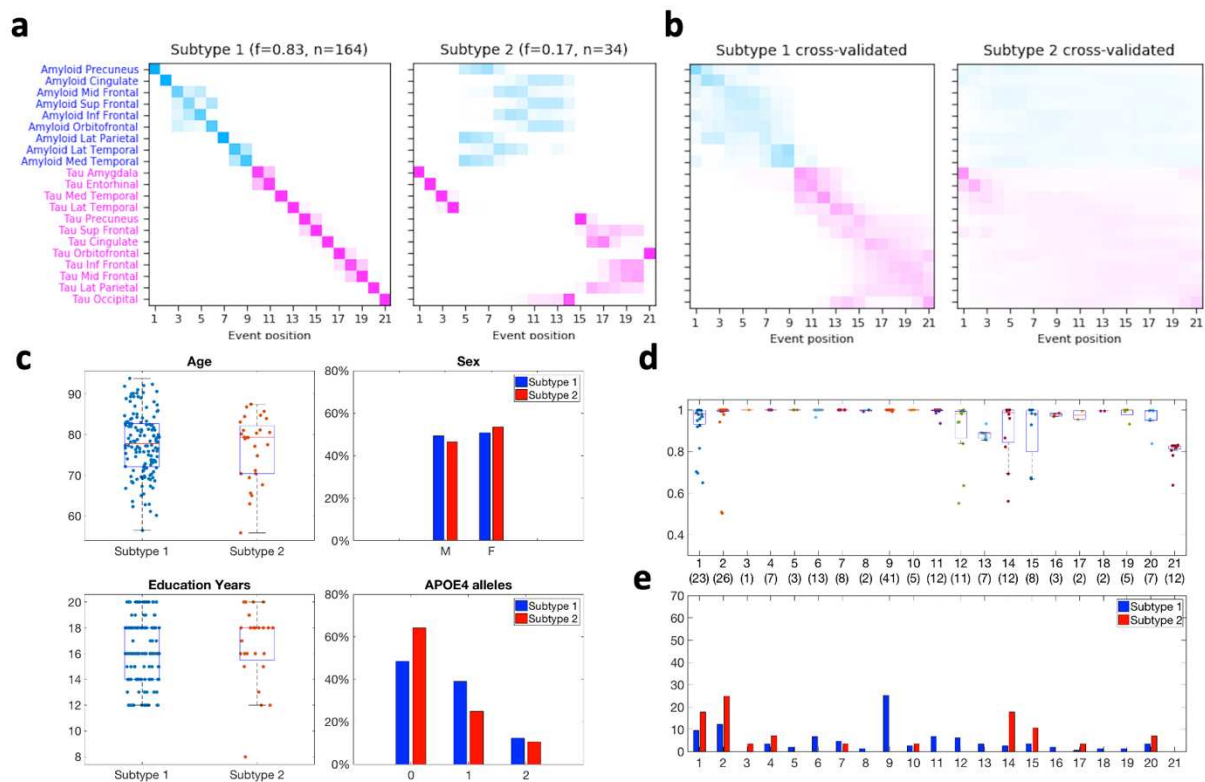 a
Subtype 1 (f=0.83, n=164)
Subtype 2 (f=0.17, n=34)
Amyloid Precuneus
Amyloid Cingulate
Amyloid Mid Frontal
Amyloid Sup Frontal
Amyloid Inf Frontal
Amyloid Orbitofrontal
Amyloid Lat Parietal
Amyloid Lat Temporal
Amyloid Med Temporal
Tau Amygdala
Tau Entorhinal
Tau Med Temporal
Tau Lat Temporal
Tau Precuneus
Tau Sup Frontal
Tau Cingulate
Tau Orbitofrontal
Tau Inf Frontal
Tau Mid Frontal
Tau Lat Parietal
Tau Occipital
1 3 5 7 9 11 13 15 17 19 21
Event position
1 3 5 7 9 11 13 15 17 19 21
Event position
b
Subtype 1 cross-validated
Subtype 2 cross-validated
1 3 5 7 9 11 13 15 17 19 21
Event position
1 3 5 7 9 11 13 15 17 19 21
Event position
c
Age
90
80
70
60
Subtype 1 Subtype 2
Sex
80%
60%
40%
20%
0%
Subtype 1
Subtype 2
M F
Education Years
20
18
16
14
12
10
8
Subtype 1 Subtype 2
APOE4 alleles
80%
60%
40%
20%
0%
Subtype 1
Subtype 2
0 1 2
d
1
0.8
0.6
0.4
1 2 3 4 5 6 7 8 9 10 11 12 13 14 15 16 17 18 19 20 21
(23) (26) (1) (7) (3) (13) (8) (2) (41) (5) (12) (11) (7) (12) (8) (3) (2) (2) (5) (7) (12)
e
70
60
50
40
30
20
10
0
Subtype 1
Subtype 2
1 2 3 4 5 6 7 8 9 10 11 12 13 14 15 16 17 18 19 20 21